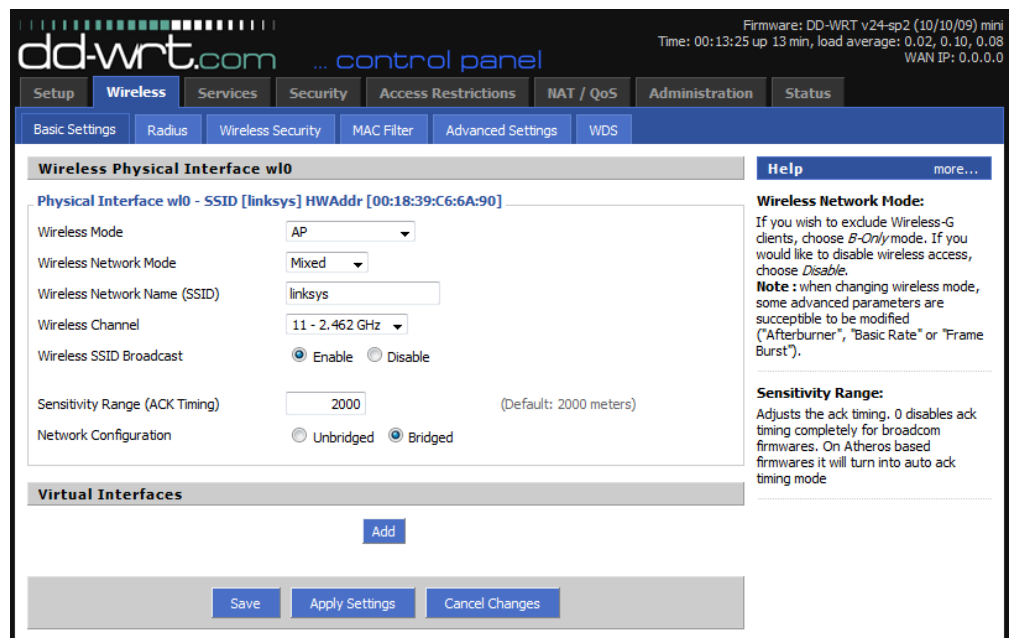 Firmware: DD-WRT v24-sp2 (10/10/09) mini
Time: 00:13:25 up 13 min, load average: 0.02, 0.10, 0.08
WAN IP: 0.0.0.0
dd-wrt.com ... control panel
Setup Wireless Services Security Access Restrictions NAT / QoS Administration Status
Basic Settings Radius Wireless Security MAC Filter Advanced Settings WDS
Wireless Physical Interface wl0
Physical Interface wl0 - SSID [linksys] HWAddr [00:18:39:C6:6A:90]
Wireless Mode AP
Wireless Network Mode Mixed
Wireless Network Name (SSID) linksys
Wireless Channel 11 - 2.462 GHz
Wireless SSID Broadcast Enable Disable
Sensitivity Range (ACK Timing) 2000 (Default: 2000 meters)
Network Configuration Unbridged Bridged
Virtual Interfaces
Add
Save Apply Settings Cancel Changes
Help more...
Wireless Network Mode:
If you wish to exclude Wireless-G
clients, choose B-Only mode. If you
would like to disable wireless access,
choose Disable.
Note : when changing wireless mode,
some advanced parameters are
succeptible to be modified
("Afterburner", "Basic Rate" or "Frame
Burst").
Sensitivity Range:
Adjusts the ack timing. 0 disables ack
timing completely for broadcom
firmwares. On Atheros based
firmwares it will turn into auto ack
timing mode